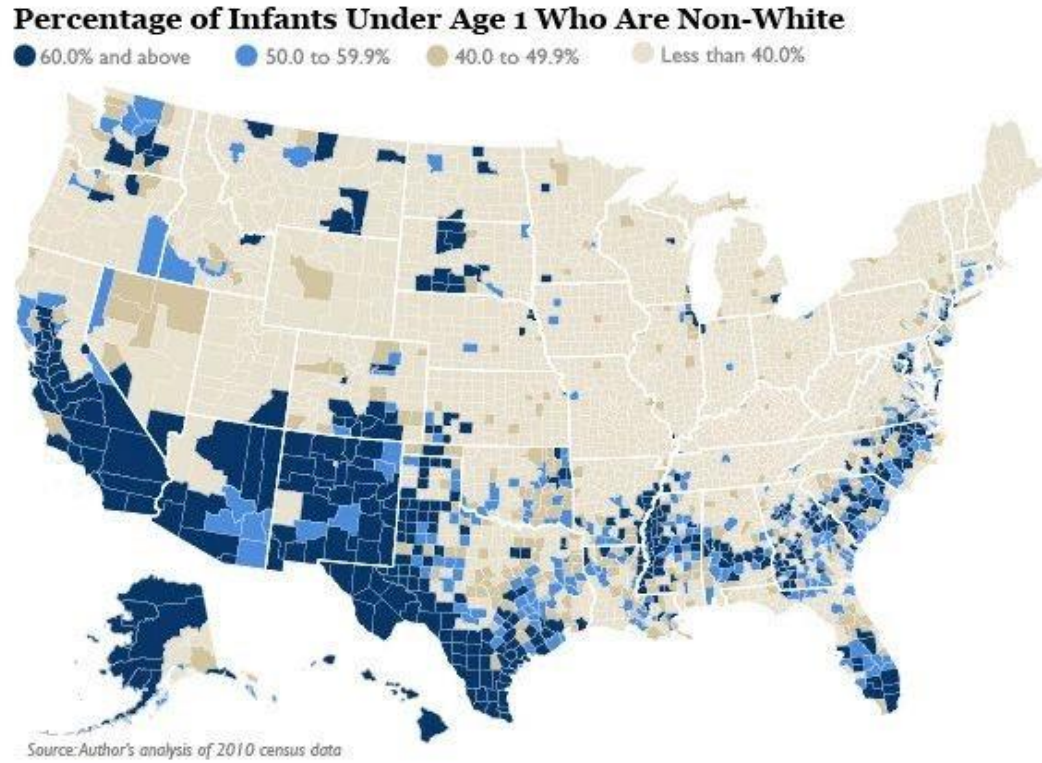 Percentage of Infants Under Age 1 Who Are Non-White
60.0% and above 50.0 to 59.9% 40.0 to 49.9% Less than 40.0%
Source: Author's analysis of 2010 census data